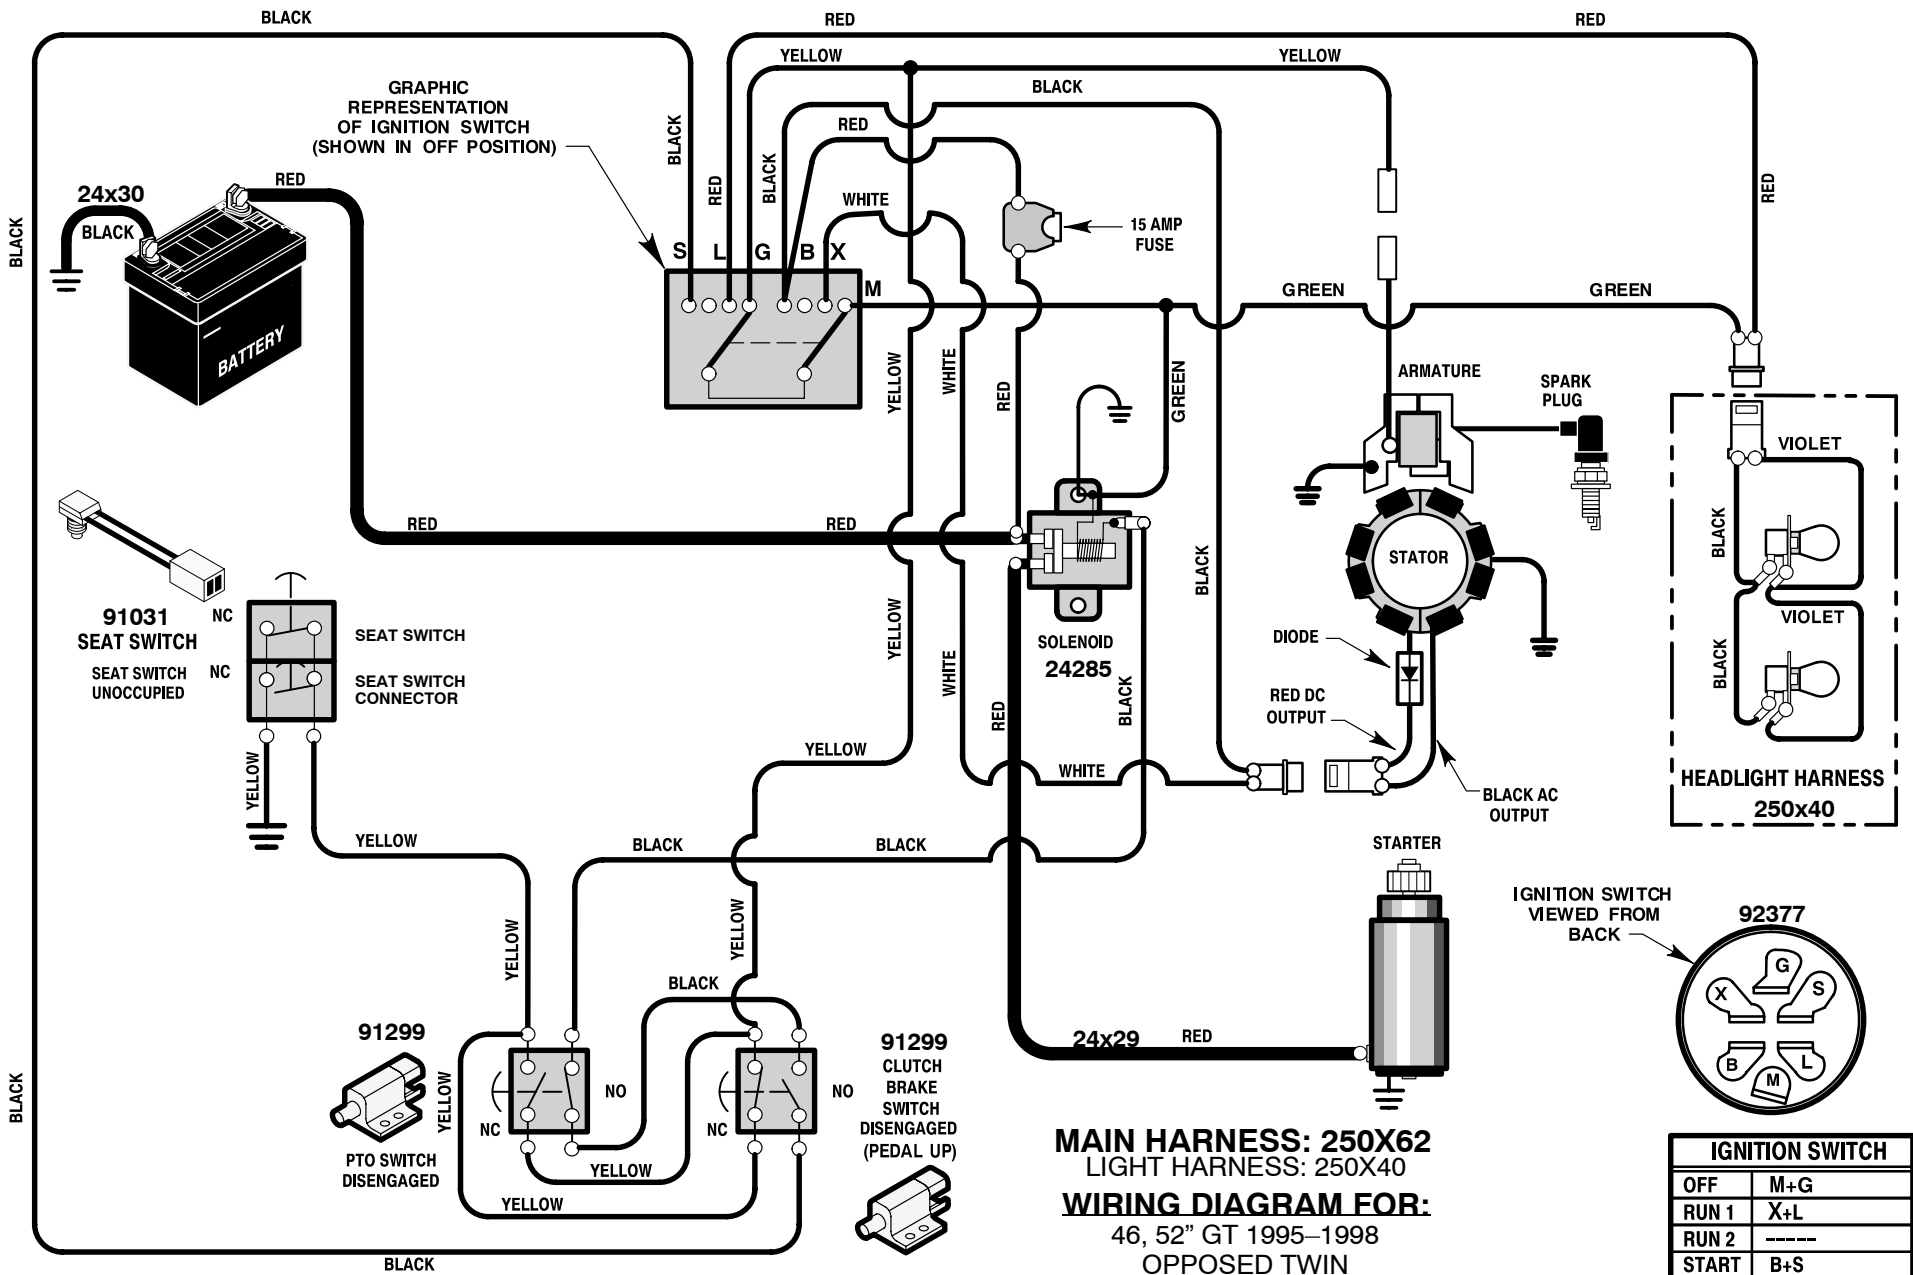 BLACK
RED
RED
YELLOW
YELLOW
BLACK
RED
GRAPHIC
REPRESENTATION
OF IGNITION SWITCH
(SHOWN IN OFF POSITION)
BLACK
RED
BLACK
WHITE
24x30
BLACK
RED
BATTERY
BLACK
S
L
G
B
X
M
15 AMP
FUSE
RED
GREEN
GREEN
YELLOW
WHITE
RED
GREEN
ARMATURE
SPARK
PLUG
VIOLET
BLACK
VIOLET
BLACK
HEADLIGHT HARNESS
250x40
RED
RED
91031
SEAT SWITCH
SEAT SWITCH
UNOCCUPIED
NC
NC
SEAT SWITCH
SEAT SWITCH
CONNECTOR
YELLOW
YELLOW
WHITE
SOLENOID
24285
RED
BLACK
BLACK
STATOR
DIODE
RED DC
OUTPUT
BLACK AC
OUTPUT
YELLOW
WHITE
YELLOW
BLACK
BLACK
YELLOW
YELLOW
BLACK
STARTER
IGNITION SWITCH
VIEWED FROM
BACK
92377
G
X
S
B
L
M
91299
PTO SWITCH
DISENGAGED
YELLOW
NC
NO
YELLOW
YELLOW
NC
NO
91299
CLUTCH
BRAKE
SWITCH
DISENGAGED
(PEDAL UP)
24x29
RED
BLACK
BLACK
MAIN HARNESS: 250X62
LIGHT HARNESS: 250X40
WIRING DIAGRAM FOR:
46, 52” GT 1995–1998
OPPOSED TWIN
IGNITION SWITCH
OFF M+G
RUN 1 X+L
RUN 2 -----
START B+S